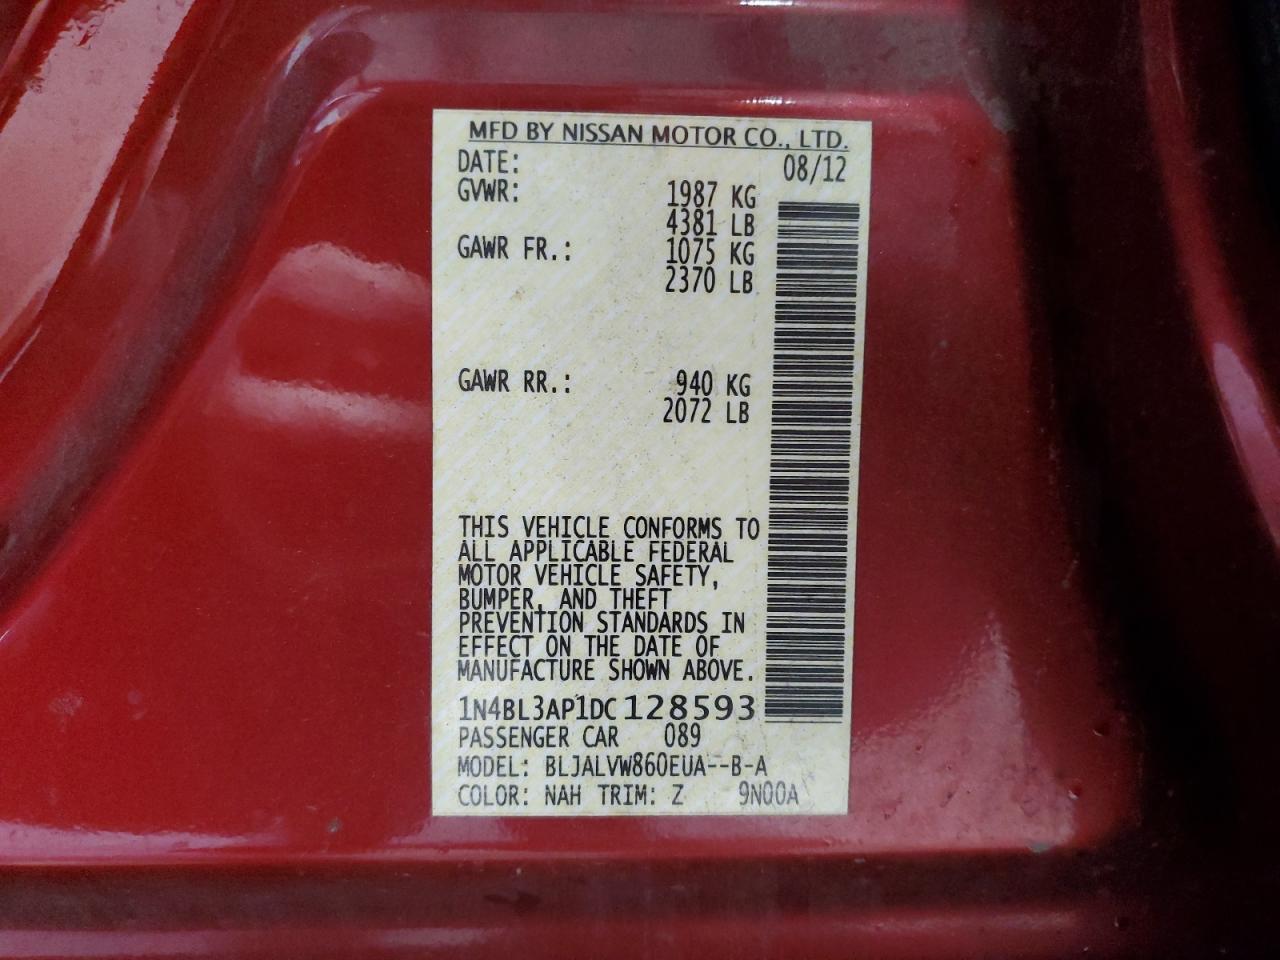 MFD BY NISSAN MOTOR CO., LTD.
DATE: 08/12
GVWR: 1987 KG
4381 LB
GAWR FR.: 1075 KG
2370 LB
GAWR RR.: 940 KG
2072 LB
THIS VEHICLE CONFORMS TO
ALL APPLICABLE FEDERAL
MOTOR VEHICLE SAFETY,
BUMPER, AND THEFT
PREVENTION STANDARDS IN
EFFECT ON THE DATE OF
MANUFACTURE SHOWN ABOVE.
1N4BL3AP1DC128593
PASSENGER CAR 089
MODEL: BLJALVW860EUA--B-A
COLOR: NAH TRIM: Z 9N00A